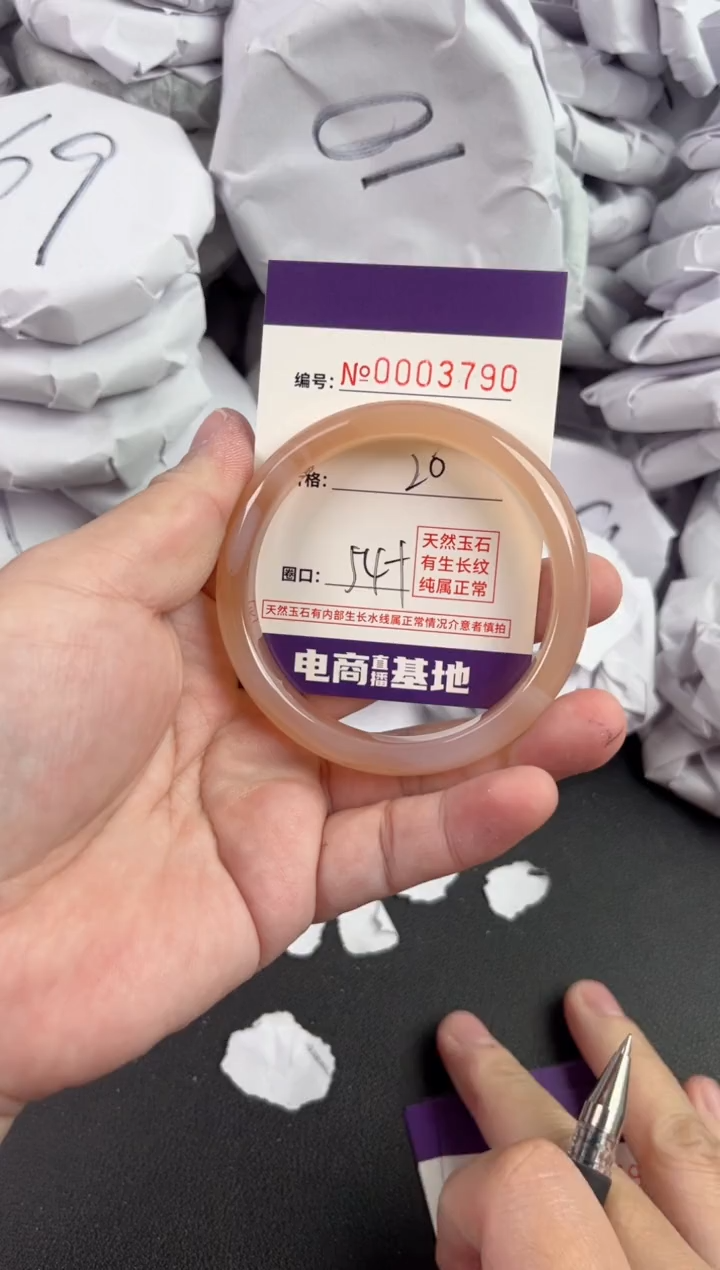 10
69
编号: №0003790
格: 20
圈口: 54+
天然玉石
有生长纹
纯属正常
天然玉石有内部生长水线属正常情况介意者慎拍
电商直播基地